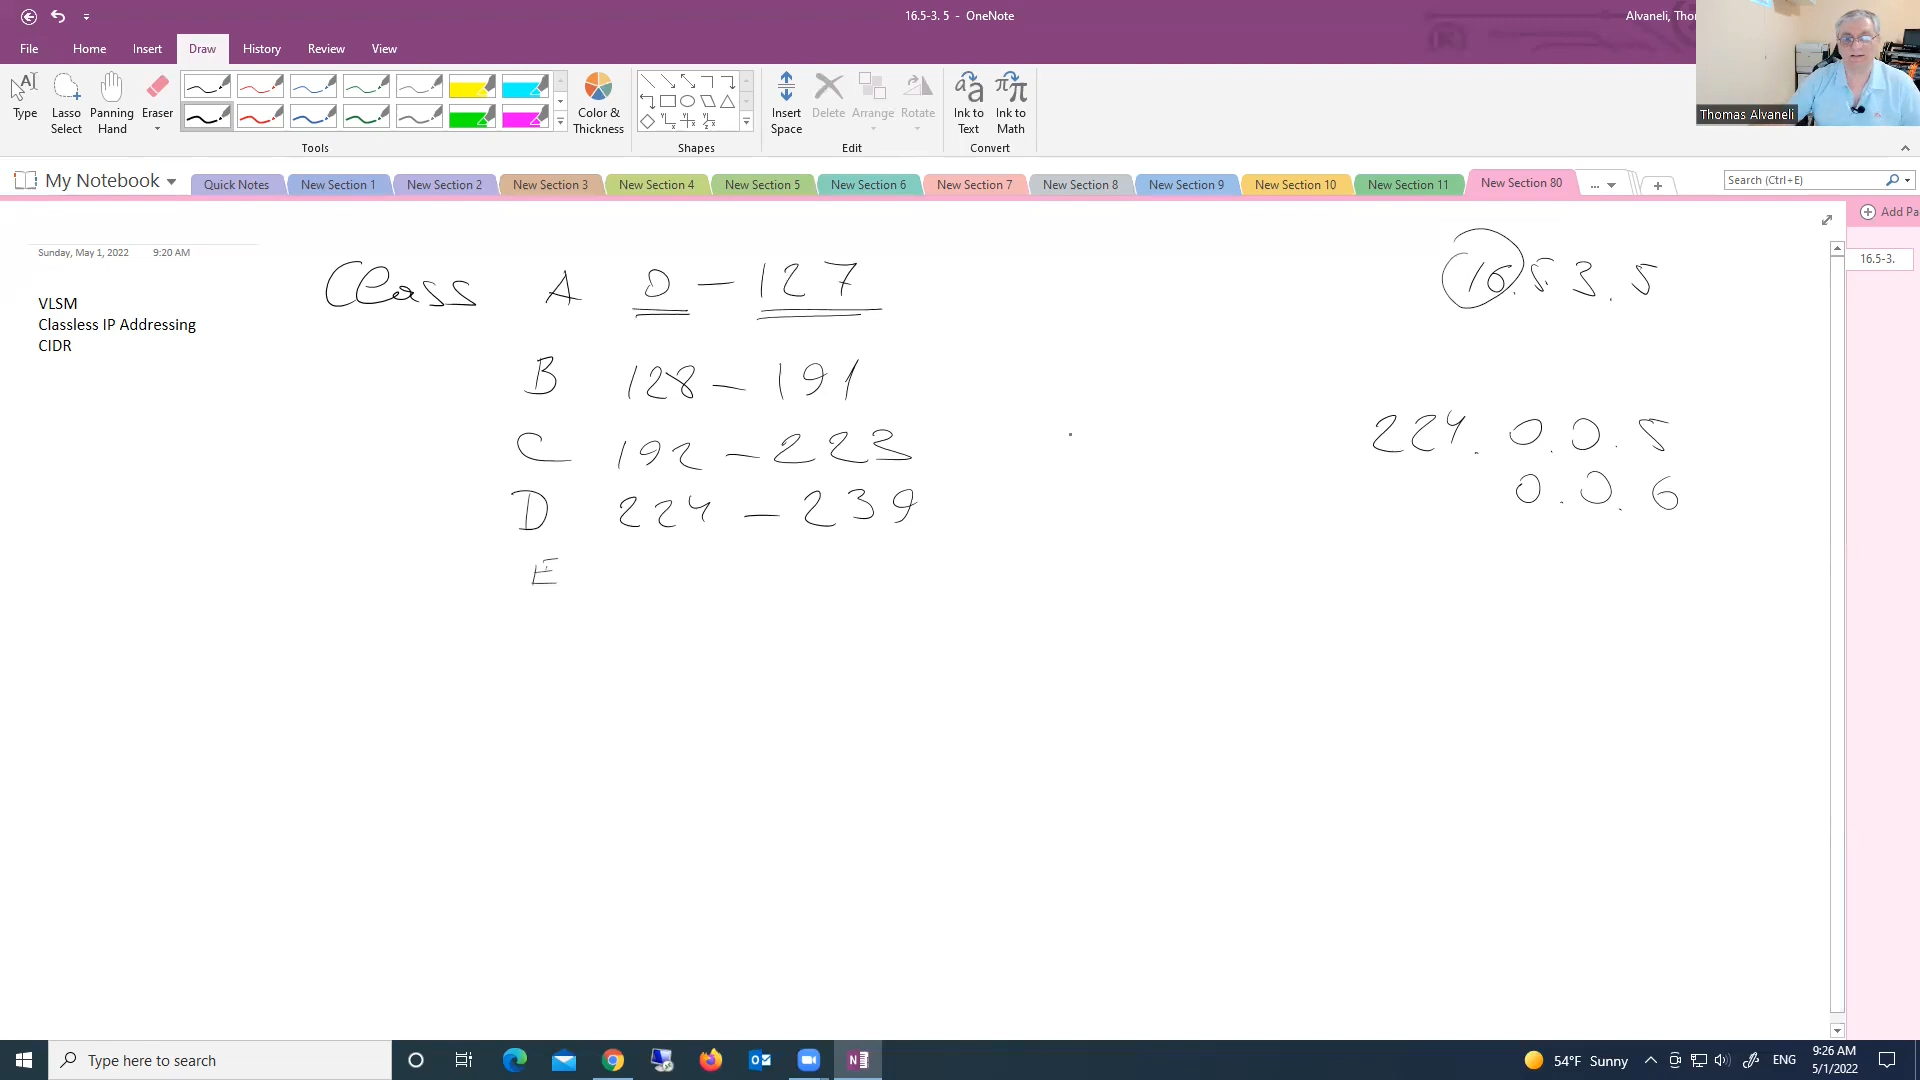 16.5-3. 5 - OneNote
Alvaneli, Tho
File Home Insert Draw History Review View
Type
Lasso Select
Panning Hand
Eraser
Color & Thickness
Insert Space
Delete
Arrange
Rotate
Ink to Text
Ink to Math
Tools Shapes Edit Convert
Thomas Alvaneli
My Notebook
Quick Notes New Section 1 New Section 2 New Section 3 New Section 4 New Section 5 New Section 6 New Section 7 New Section 8 New Section 9 New Section 10 New Section 11 New Section 80 ...
Search (Ctrl+E)
Add Pa
16.5-3.
Sunday, May 1, 2022 9:20 AM
VLSM
Classless IP Addressing
CIDR
Class A 0 - 127
B 128 - 191
C 192 - 223
D 224 - 239
E
16.5.3.5
224.0.0.5
0.0.6
Type here to search
54°F Sunny
ENG
9:26 AM
5/1/2022